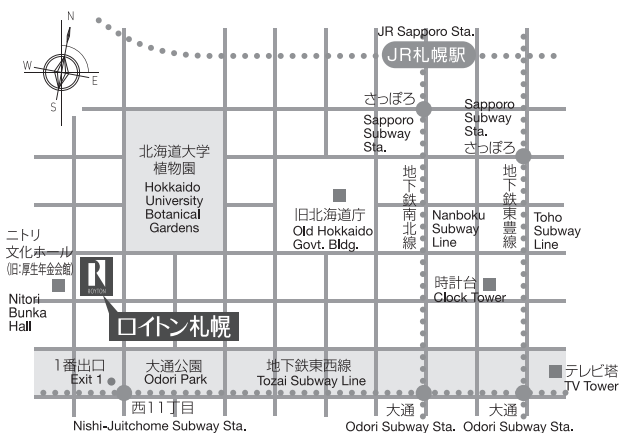 N
W
E
S
JR Sapporo Sta.
JR札幌駅
さっぽろ
Sapporo
Subway
Sta.
Sapporo
Subway
Sta.
さっぽろ
北海道大学
植物園
Hokkaido
University
Botanical
Gardens
旧北海道庁
Old Hokkaido
Govt. Bldg.
地下鉄南北線
Nanboku
Subway
Line
地下鉄東豊線
Toho
Subway
Line
ニトリ
文化ホール
(旧:厚生年金会館)
Nitori
Bunka
Hall
R
ROYTON
ロイトン札幌
時計台
Clock Tower
1番出口
Exit 1
大通公園
Odori Park
地下鉄東西線
Tozai Subway Line
テレビ塔
TV Tower
西11丁目
Nishi-Juitchome Subway Sta.
大通
Odori Subway Sta.
大通
Odori Subway Sta.